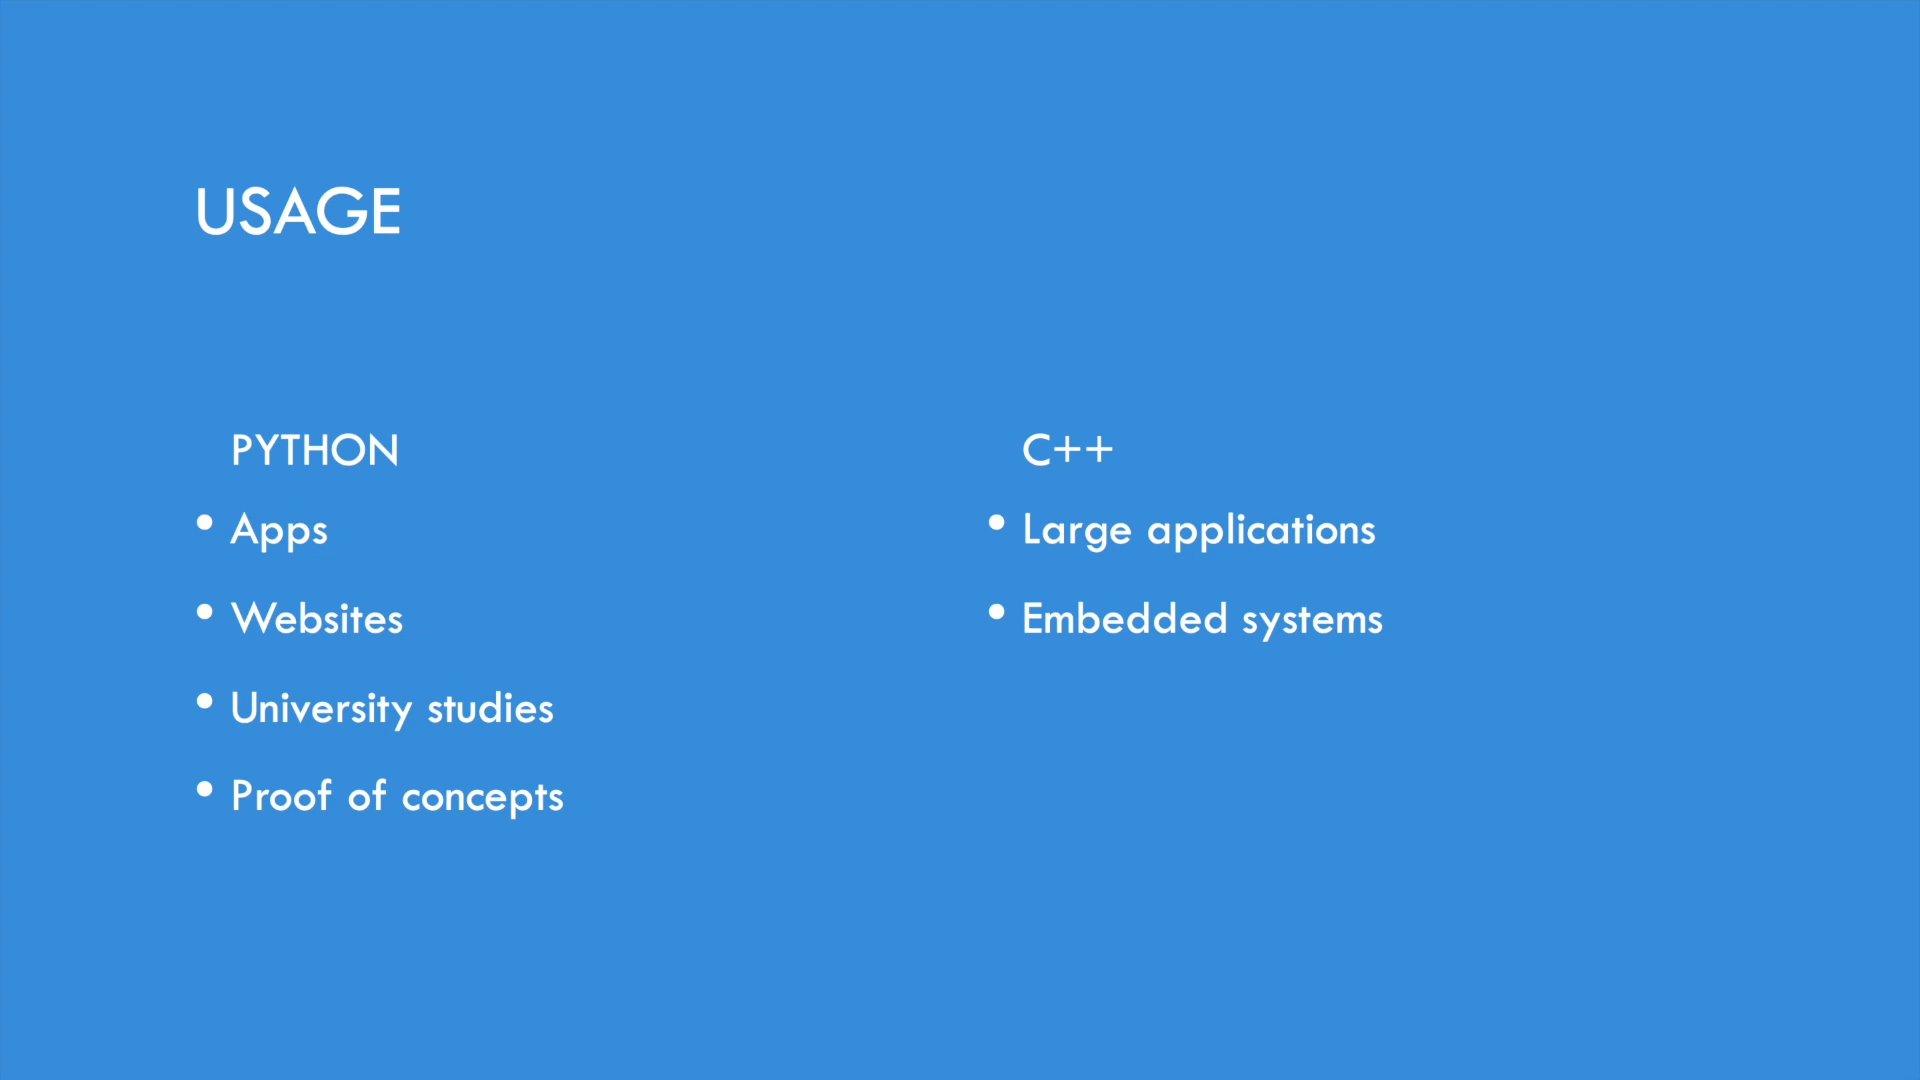 USAGE
PYTHON
• Apps
• Websites
• University studies
• Proof of concepts
C++
• Large applications
• Embedded systems